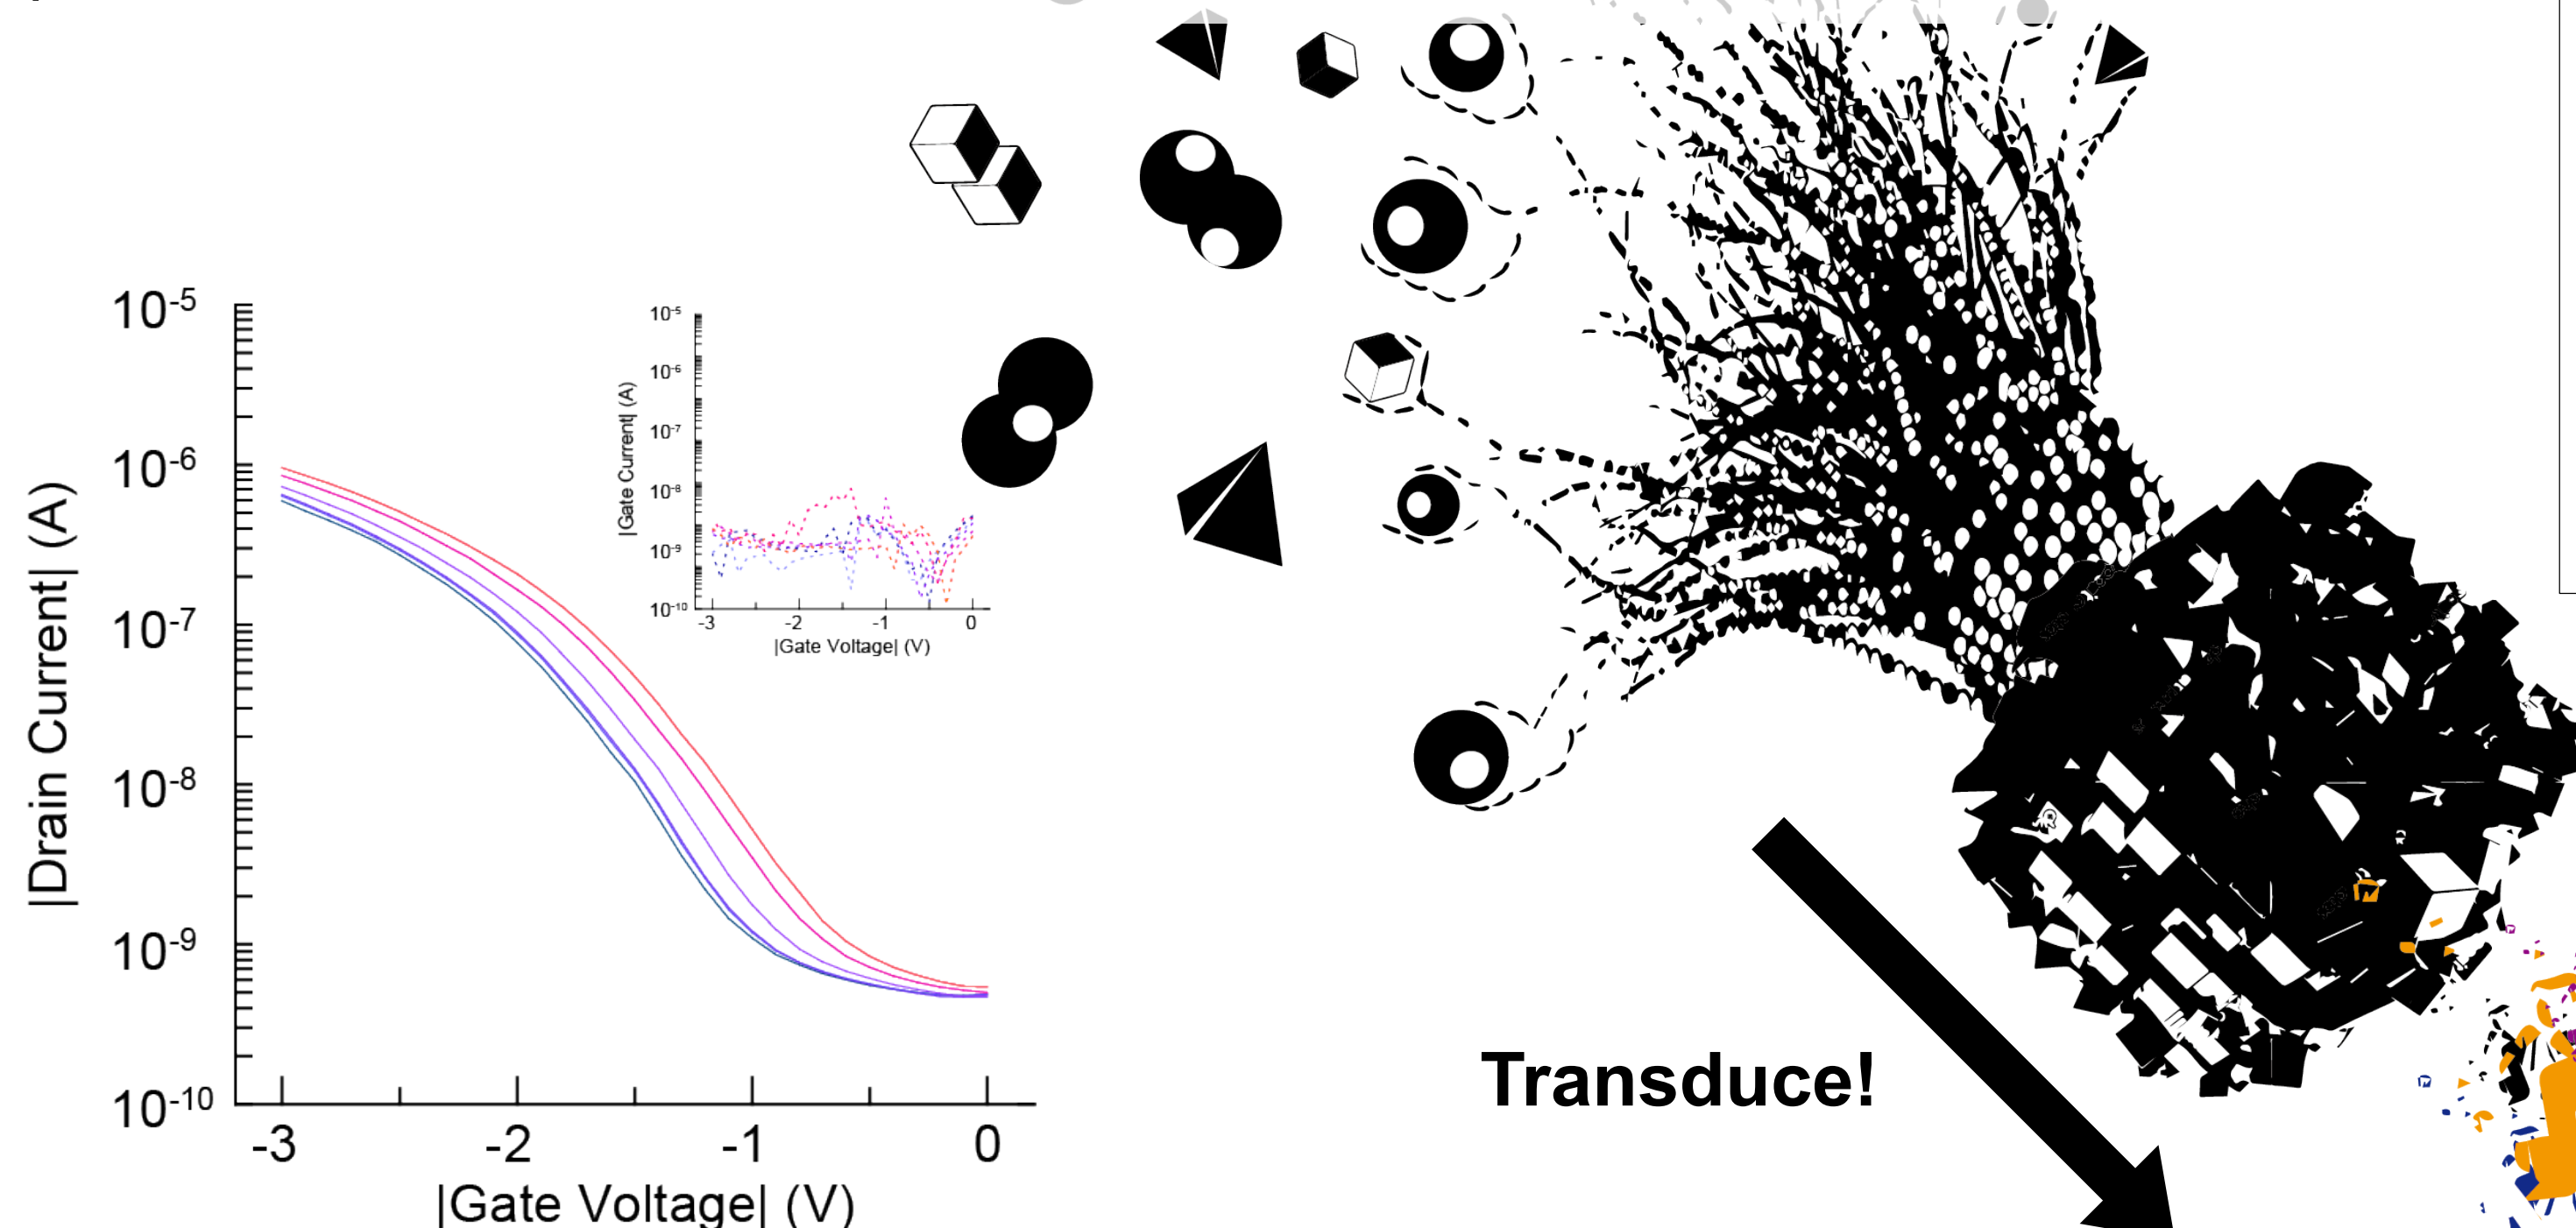 10-5
10-6
10-7
10-8
10-9
10-10
|Drain Current| (A)
-3 -2 -1 0
|Gate Voltage| (V)
10-5
10-6
10-7
10-8
10-9
10-10
|Gate Current| (A)
-3 -2 -1 0
|Gate Voltage| (V)
Transduce!